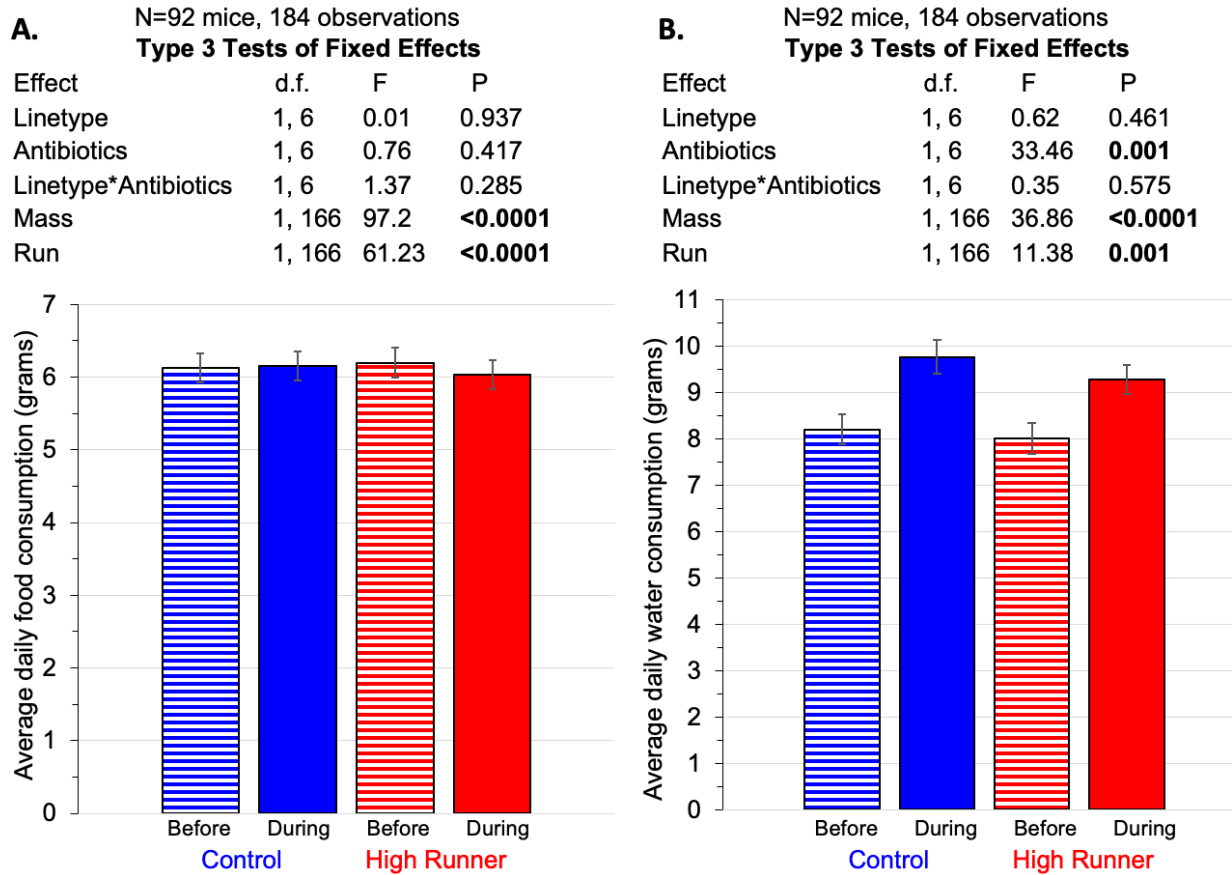 A.
N=92 mice, 184 observations
Type 3 Tests of Fixed Effects
Effect d.f. F P
Linetype 1, 6 0.01 0.937
Antibiotics 1, 6 0.76 0.417
Linetype*Antibiotics 1, 6 1.37 0.285
Mass 1, 166 97.2 <0.0001
Run 1, 166 61.23 <0.0001
Average daily food consumption (grams)
7
6
5
4
3
2
1
0
Before During Before During
Control High Runner
B.
N=92 mice, 184 observations
Type 3 Tests of Fixed Effects
Effect d.f. F P
Linetype 1, 6 0.62 0.461
Antibiotics 1, 6 33.46 0.001
Linetype*Antibiotics 1, 6 0.35 0.575
Mass 1, 166 36.86 <0.0001
Run 1, 166 11.38 0.001
Average daily water consumption (grams)
11
10
9
8
7
6
5
4
3
2
1
0
Before During Before During
Control High Runner